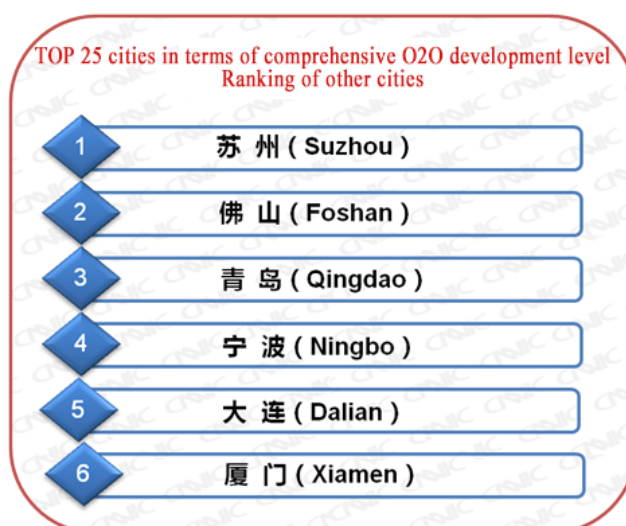 TOP 25 cities in terms of comprehensive O2O development level
Ranking of other cities
1 苏 州 ( Suzhou )
2 佛 山 ( Foshan )
3 青 岛 ( Qingdao )
4 宁 波 ( Ningbo )
5 大 连 ( Dalian )
6 厦 门 ( Xiamen )